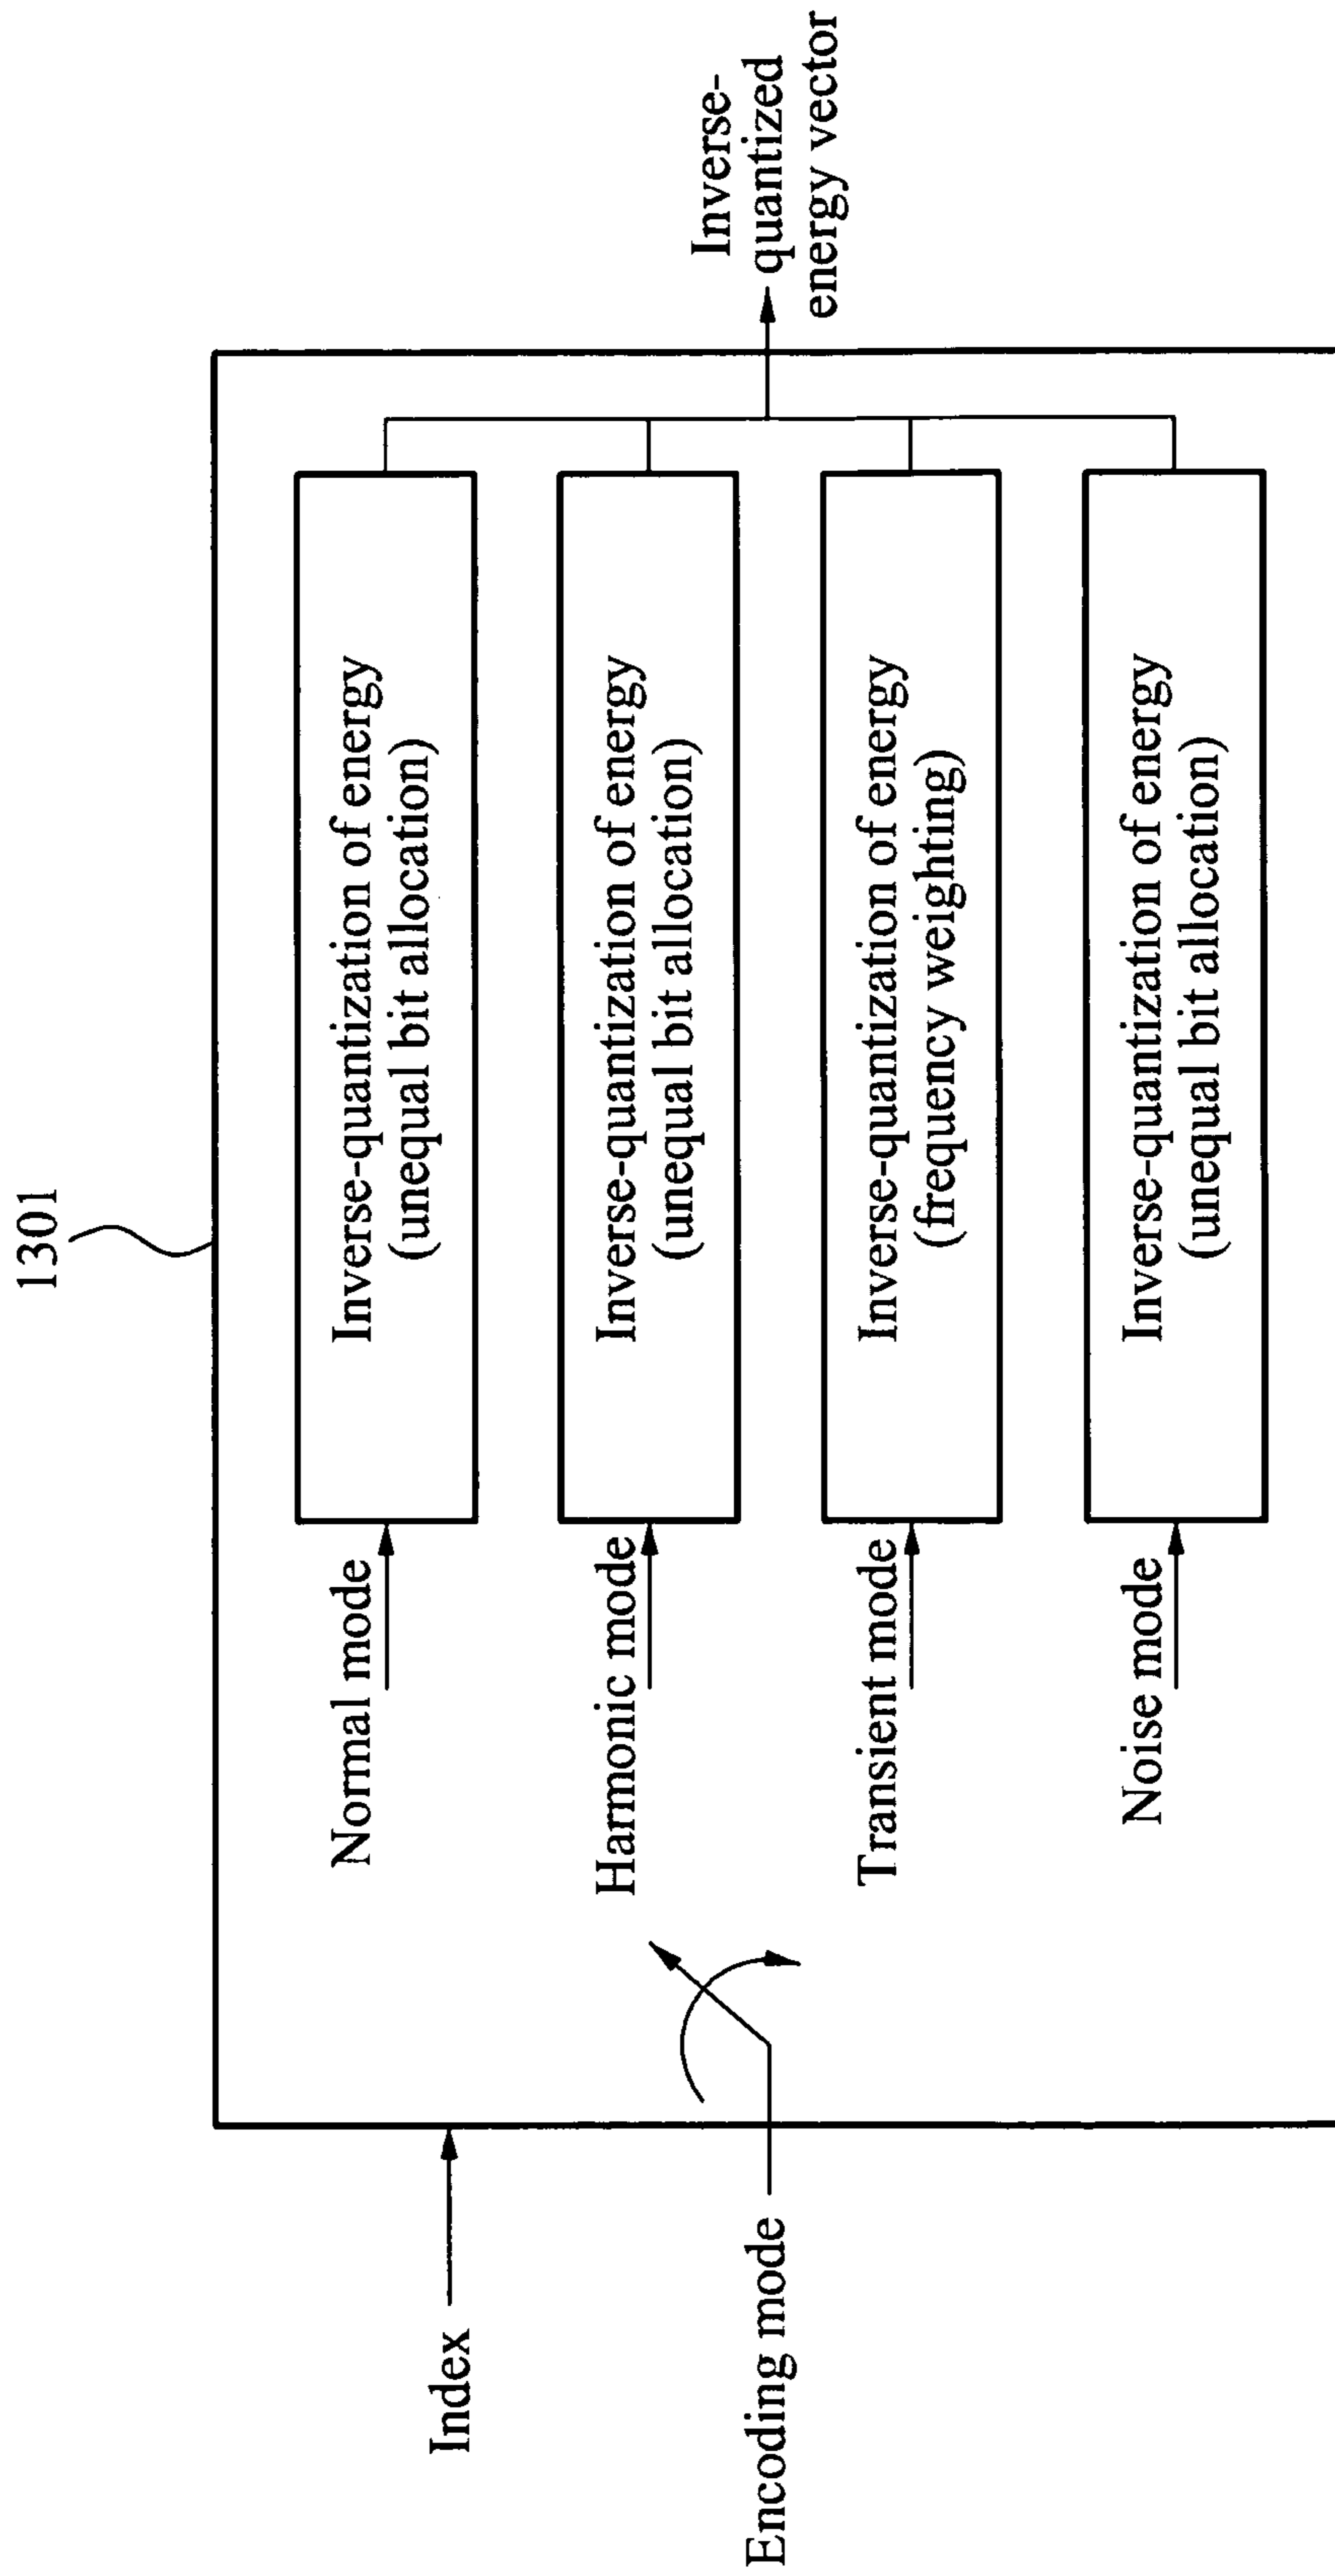 1301
Index
Encoding mode
Normal mode
Inverse-quantization of energy
(unequal bit allocation)
Harmonic mode
Inverse-quantization of energy
(unequal bit allocation)
Transient mode
Inverse-quantization of energy
(frequency weighting)
Noise mode
Inverse-quantization of energy
(unequal bit allocation)
Inverse-
quantized
energy vector